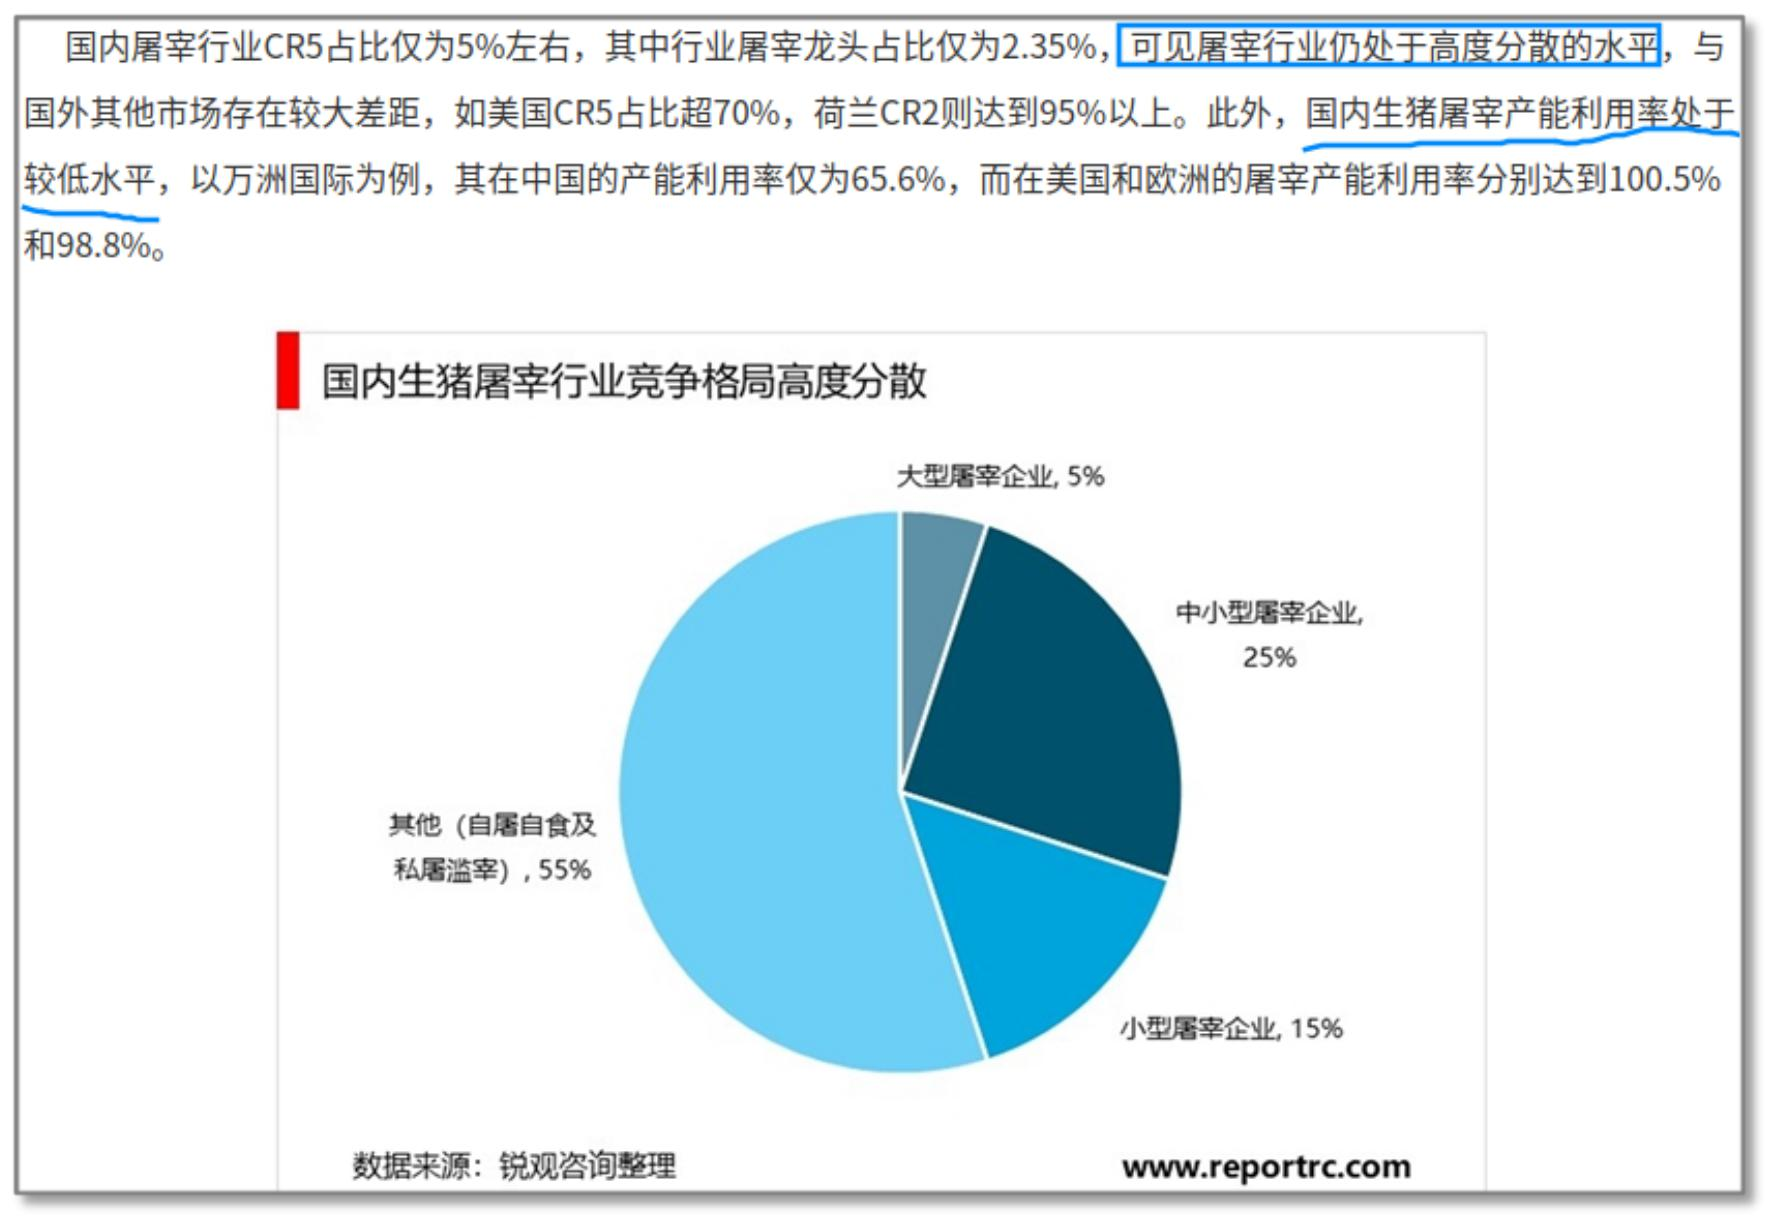 国内屠宰行业CR5占比仅为5%左右，其中行业屠宰龙头占比仅为2.35%，可见屠宰行业仍处于高度分散的水平，与
国外其他市场存在较大差距，如美国CR5占比超70%，荷兰CR2则达到95%以上。此外，国内生猪屠宰产能利用率处于
较低水平，以万洲国际为例，其在中国的产能利用率仅为65.6%，而在美国和欧洲的屠宰产能利用率分别达到100.5%
和98.8%。
国内生猪屠宰行业竞争格局高度分散
大型屠宰企业, 5%
中小型屠宰企业,
25%
其他（自屠自食及
私屠滥宰）, 55%
小型屠宰企业, 15%
数据来源：锐观咨询整理
www.reportrc.com